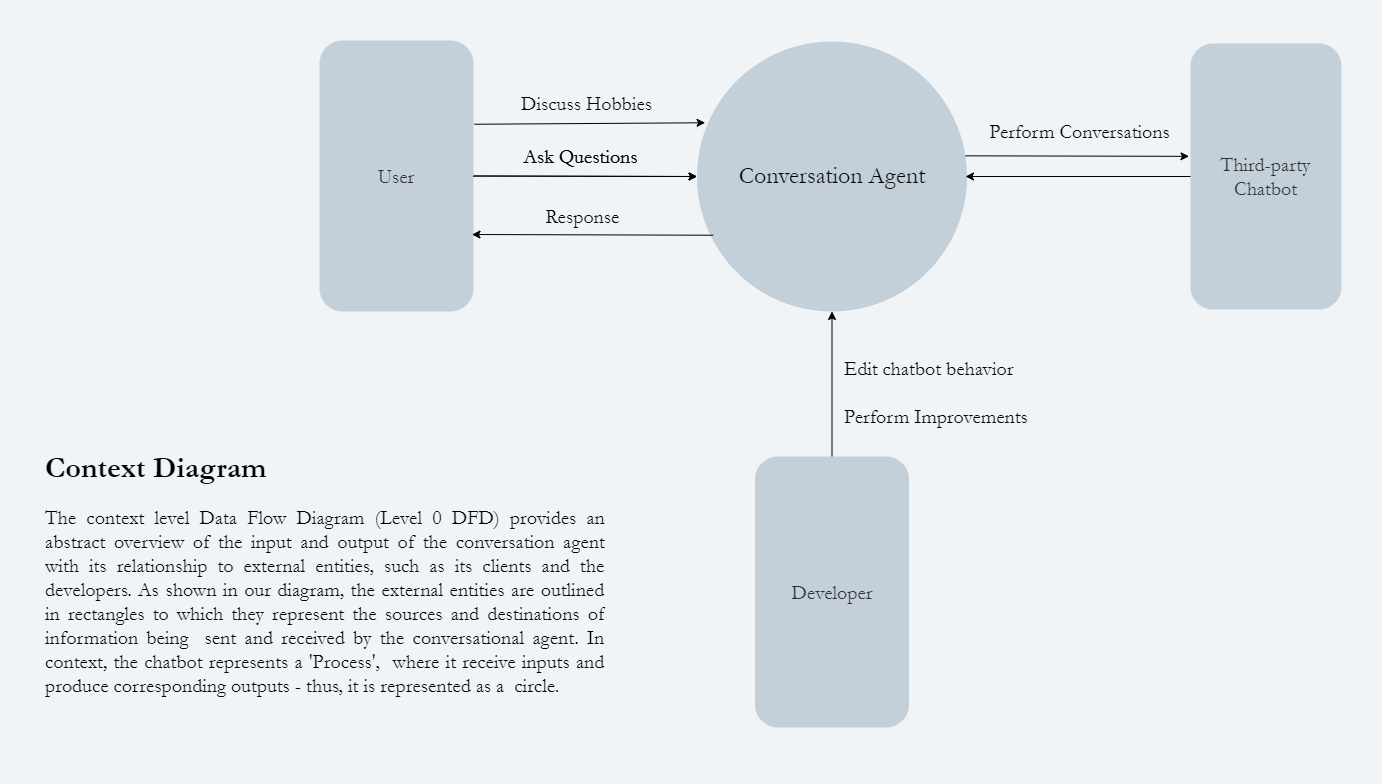 Discuss Hobbies
Ask Questions
Response
User
Conversation Agent
Perform Conversations
Third-party
Chatbot
Edit chatbot behavior
Perform Improvements
Developer
Context Diagram
The context level Data Flow Diagram (Level 0 DFD) provides an
abstract overview of the input and output of the conversation agent
with its relationship to external entities, such as its clients and the
developers. As shown in our diagram, the external entities are outlined
in rectangles to which they represent the sources and destinations of
information being sent and received by the conversational agent. In
context, the chatbot represents a 'Process', where it receive inputs and
produce corresponding outputs - thus, it is represented as a circle.